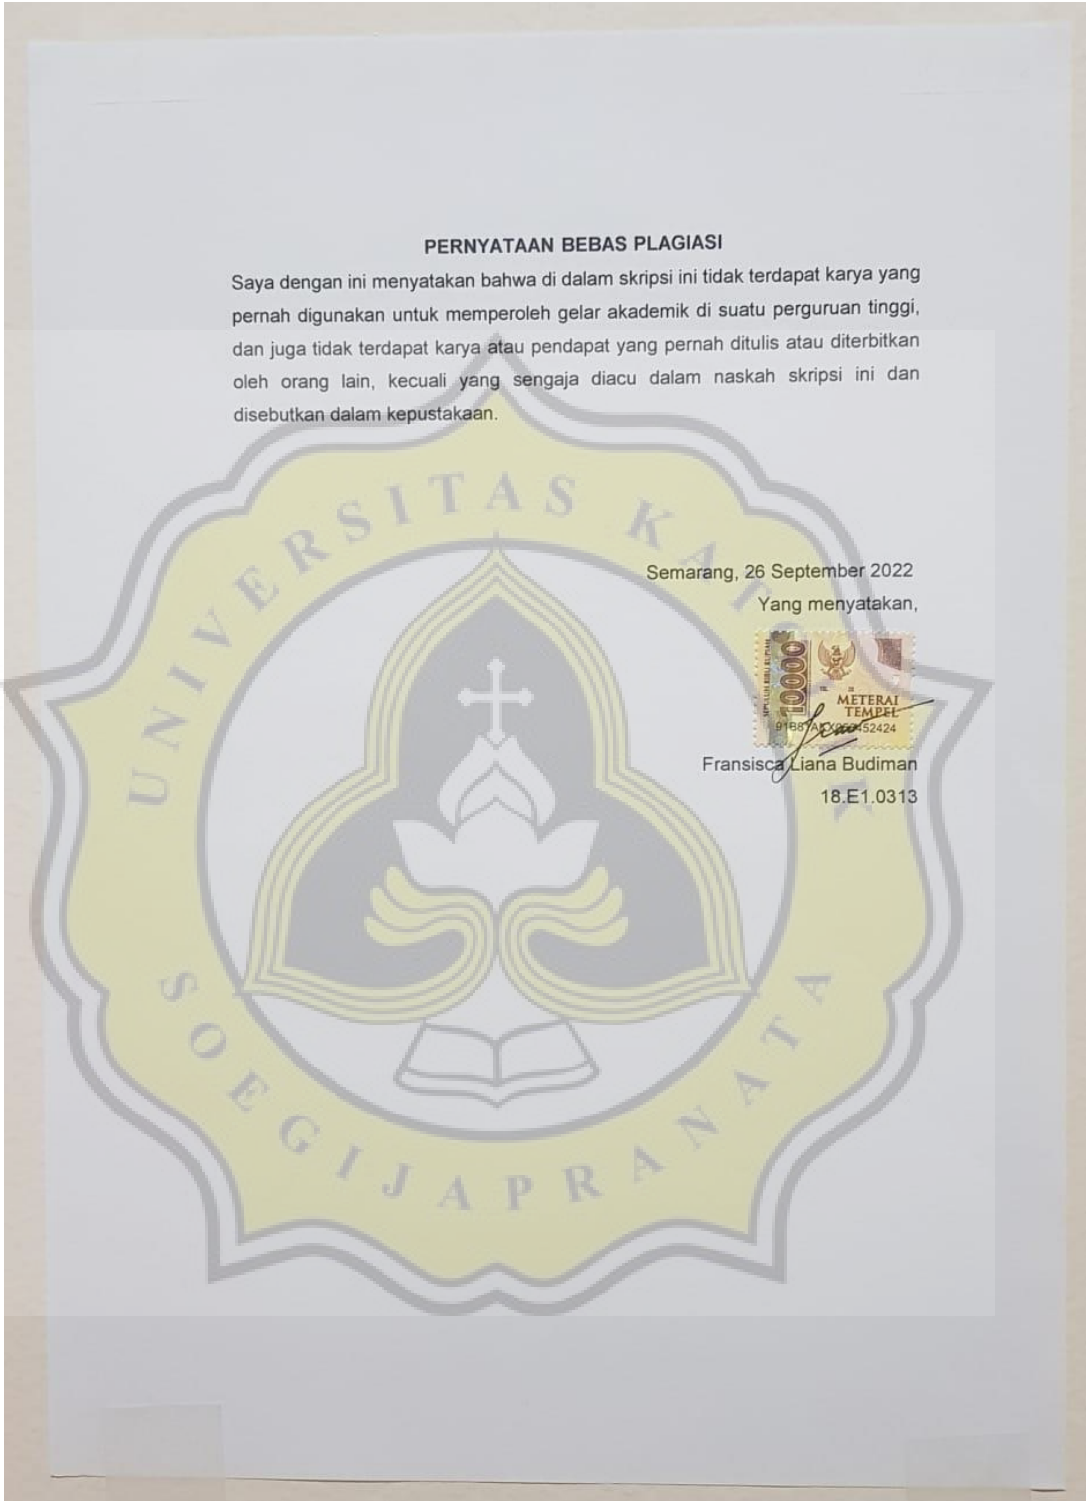 PERNYATAAN BEBAS PLAGIASI
Saya dengan ini menyatakan bahwa di dalam skripsi ini tidak terdapat karya yang
pernah digunakan untuk memperoleh gelar akademik di suatu perguruan tinggi,
dan juga tidak terdapat karya atau pendapat yang pernah ditulis atau diterbitkan
oleh orang lain, kecuali yang sengaja diacu dalam naskah skripsi ini dan
disebutkan dalam kepustakaan.
UNIVERSITAS
Semarang, 26 September 2022
Yang menyatakan,
SEPULUH RIBU RUPIAH
10000
METERAI
TEMPEL
Fransisca Liana Budiman
18.E1.0313
SOEGIJAPRANATA